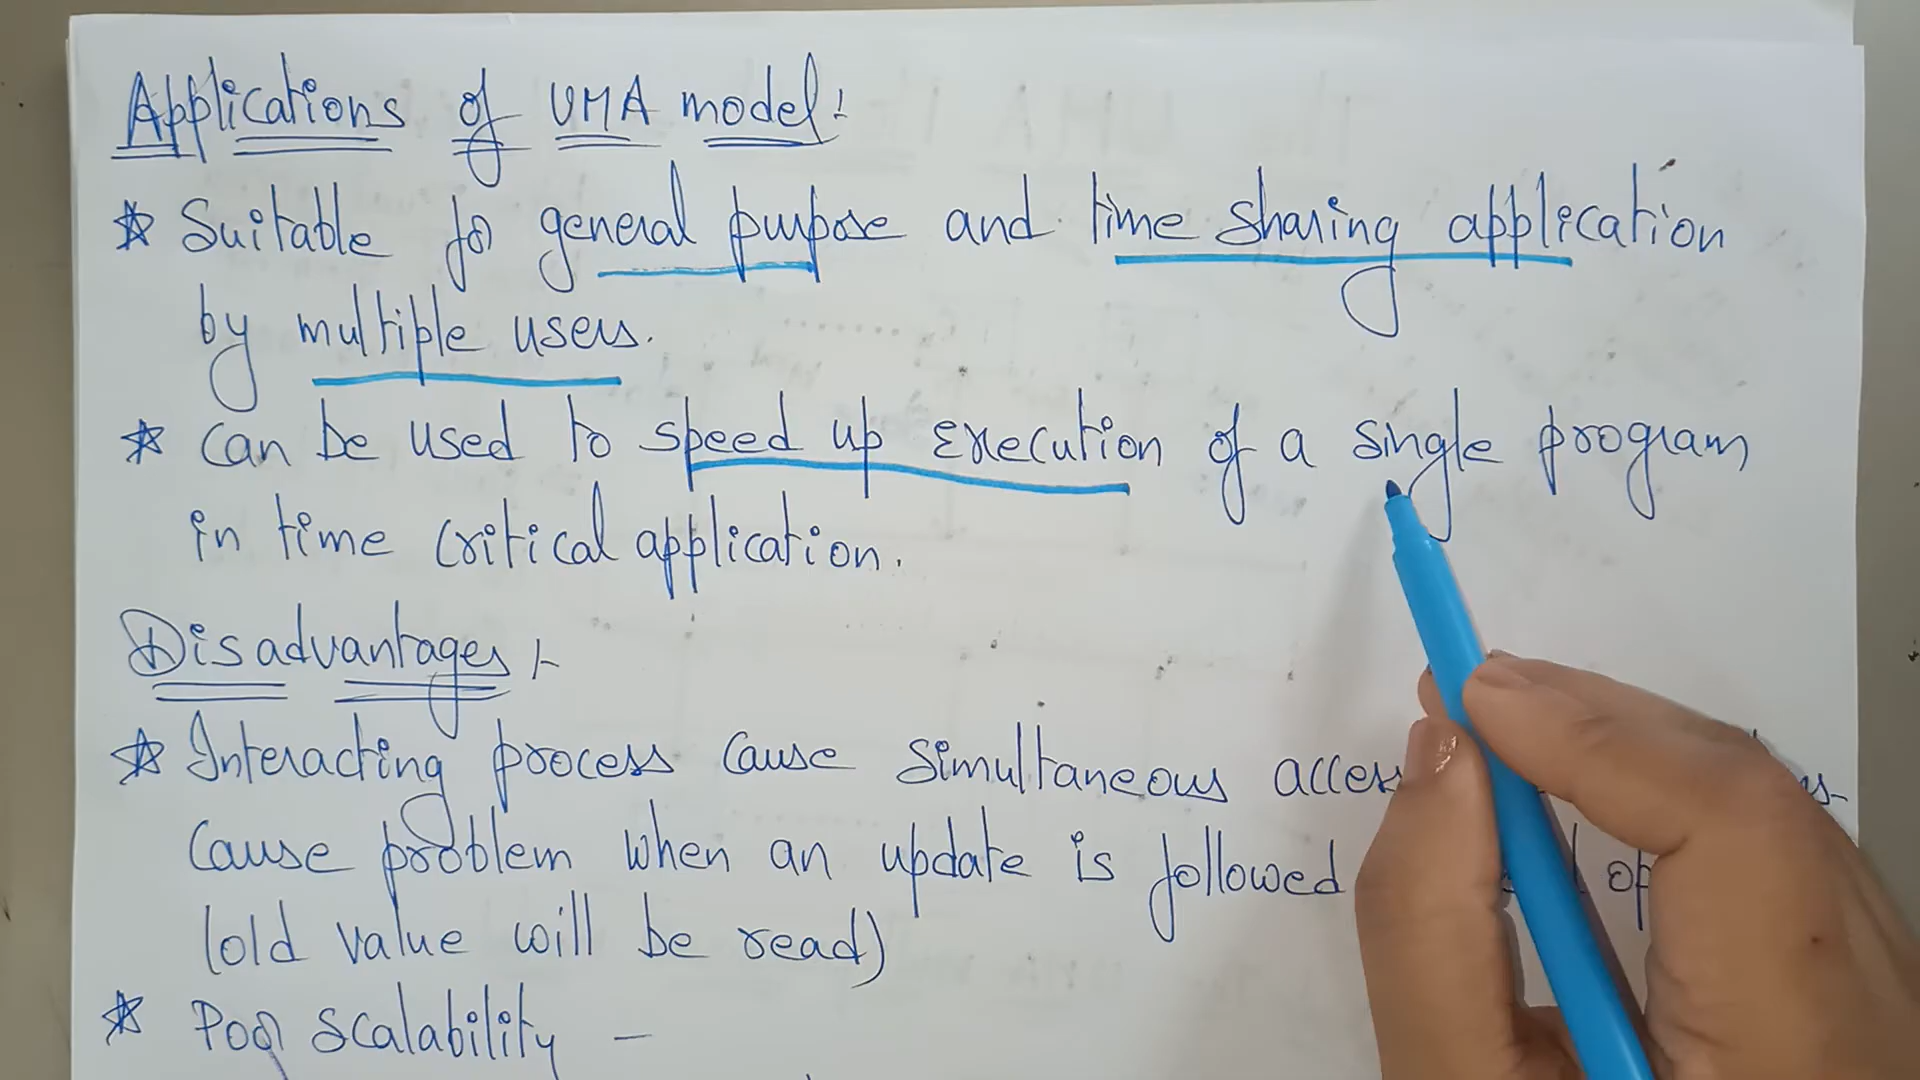 Applications of UMA model:
* Suitable for general purpose and time sharing application
by multiple users.
* Can be used to speed up execution of a single program
in time critical application.
Disadvantages :-
* Interacting process cause simultaneous
cause problem when an update is followed
(old value will be read)
* Poor scalability -